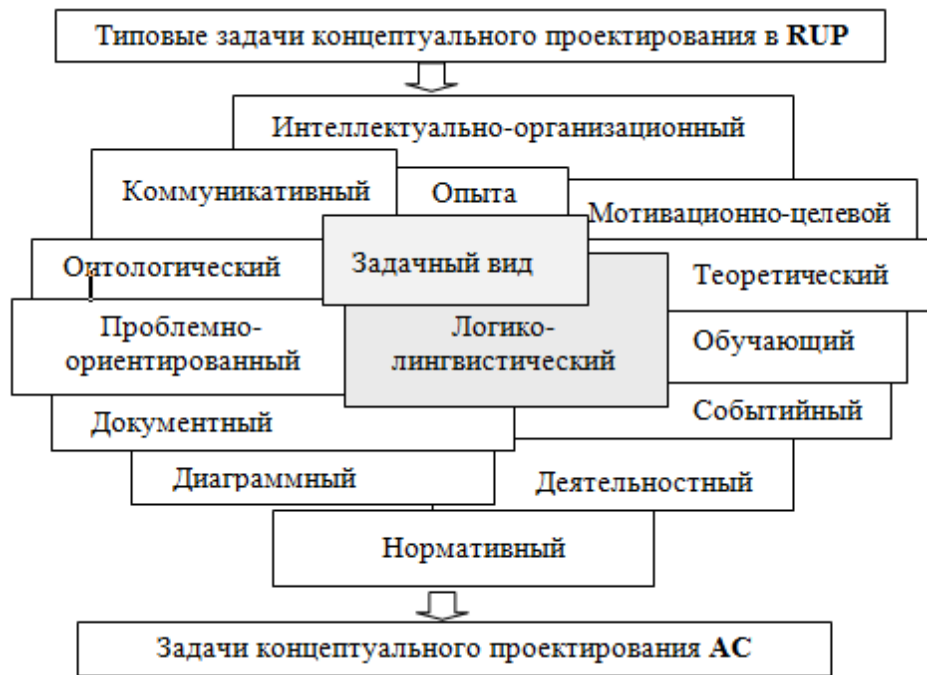 Типовые задачи концептуального проектирования в RUP
Интеллектуально-организационный
Коммуникативный
Опыта
Мотивационно-целевой
Онтологический
Задачный вид
Теоретический
Проблемно-
ориентированный
Логико-
лингвистический
Обучающий
Событийный
Документный
Диаграммный
Деятельностный
Нормативный
Задачи концептуального проектирования АС